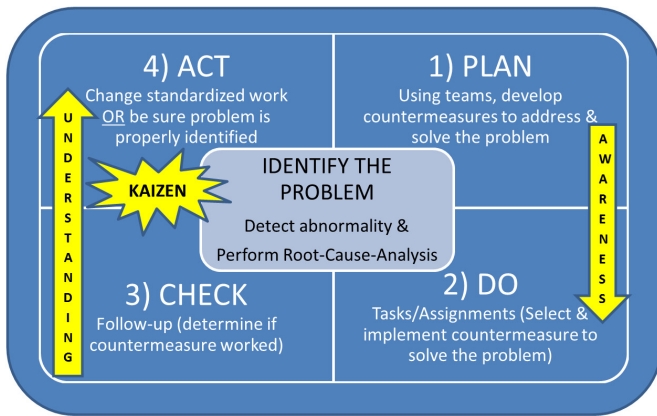 4) ACT
Change standardized work
OR be sure problem is
properly identified
1) PLAN
Using teams, develop
countermeasures to address &
solve the problem
UNDERSTANDING
KAIZEN
IDENTIFY THE
PROBLEM
Detect abnormality &
Perform Root-Cause-Analysis
AWARENESS
3) CHECK
Follow-up (determine if
countermeasure worked)
2) DO
Tasks/Assignments (Select &
implement countermeasure to
solve the problem)